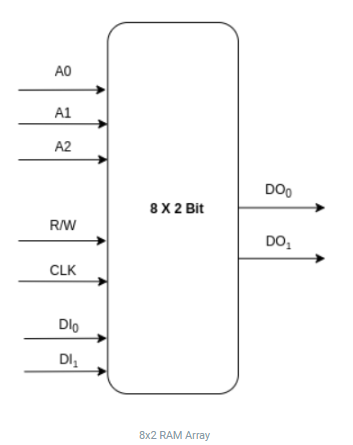 A0
A1
A2
R/W
CLK
DI0
DI1
8 X 2 Bit
DO0
DO1
8x2 RAM Array